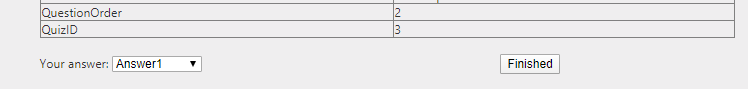 QuestionOrder 2
QuizID 3
Your answer: Answer1 Finished